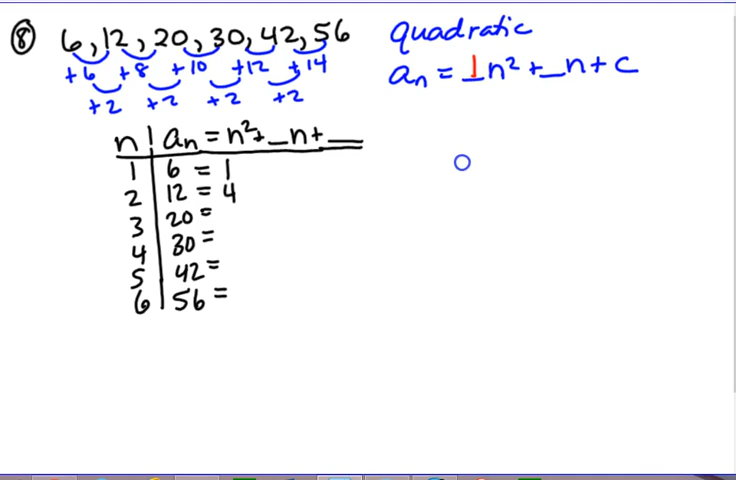 ⑧ 6, 12, 20, 30, 42, 56 quadratic
+6 +8 +10 +12 +14 aₙ = 1n² + _n + c
+2 +2 +2 +2
n | aₙ = n² + _n + __
1 | 6 = 1
2 | 12 = 4
3 | 20 =
4 | 30 =
5 | 42 =
6 | 56 =